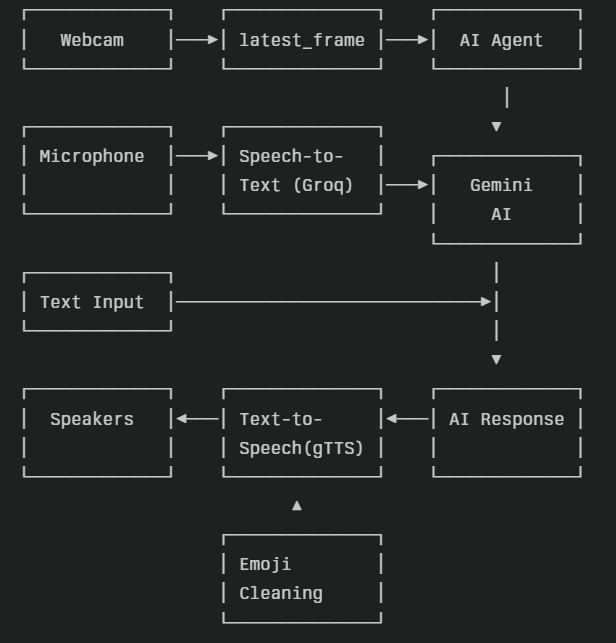 Webcam
latest_frame
AI Agent
Microphone
Speech-to-
Text (Groq)
Gemini
AI
Text Input
Speakers
Text-to-
Speech(gTTS)
AI Response
Emoji
Cleaning